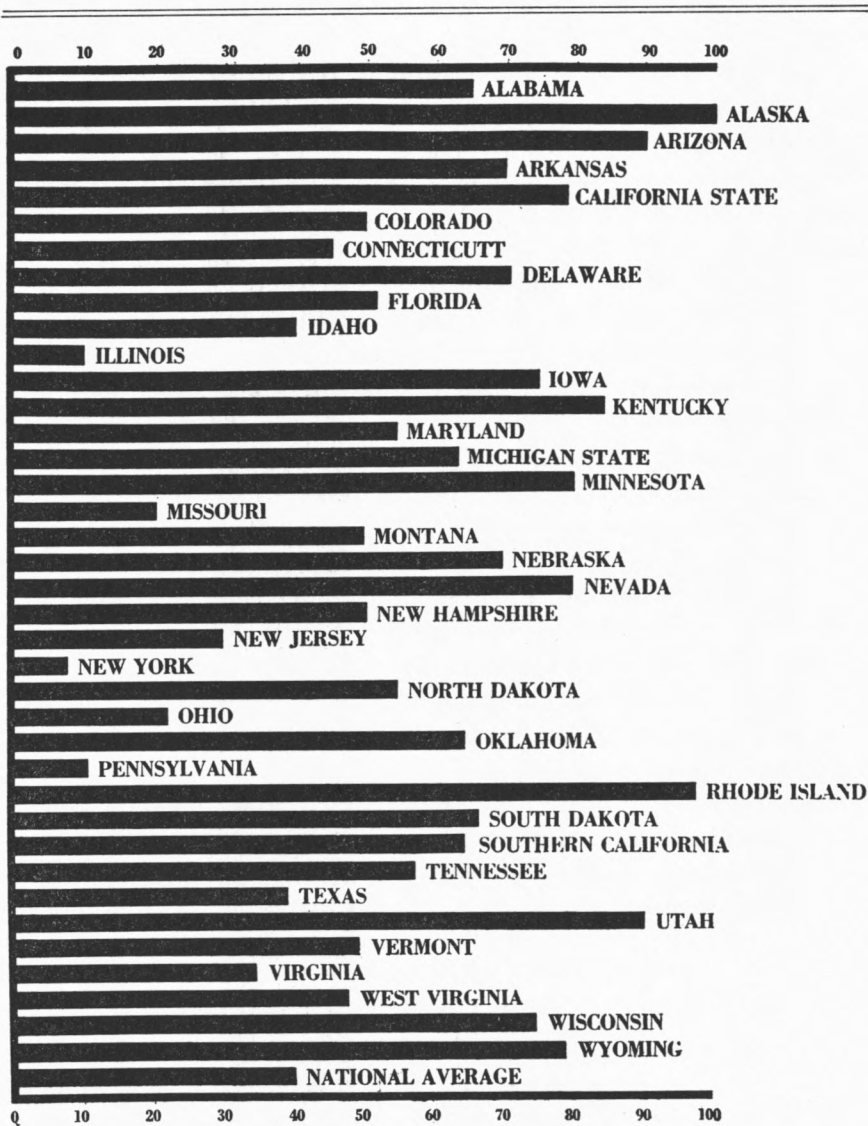 0 10 20 30 40 50 60 70 80 90 100
ALABAMA
ALASKA
ARIZONA
ARKANSAS
CALIFORNIA STATE
COLORADO
CONNECTICUTT
DELAWARE
FLORIDA
IDAHO
ILLINOIS
IOWA
KENTUCKY
MARYLAND
MICHIGAN STATE
MINNESOTA
MISSOURI
MONTANA
NEBRASKA
NEVADA
NEW HAMPSHIRE
NEW JERSEY
NEW YORK
NORTH DAKOTA
OHIO
OKLAHOMA
PENNSYLVANIA
RHODE ISLAND
SOUTH DAKOTA
SOUTHERN CALIFORNIA
TENNESSEE
TEXAS
UTAH
VERMONT
VIRGINIA
WEST VIRGINIA
WISCONSIN
WYOMING
NATIONAL AVERAGE
0 10 20 30 40 50 60 70 80 90 100